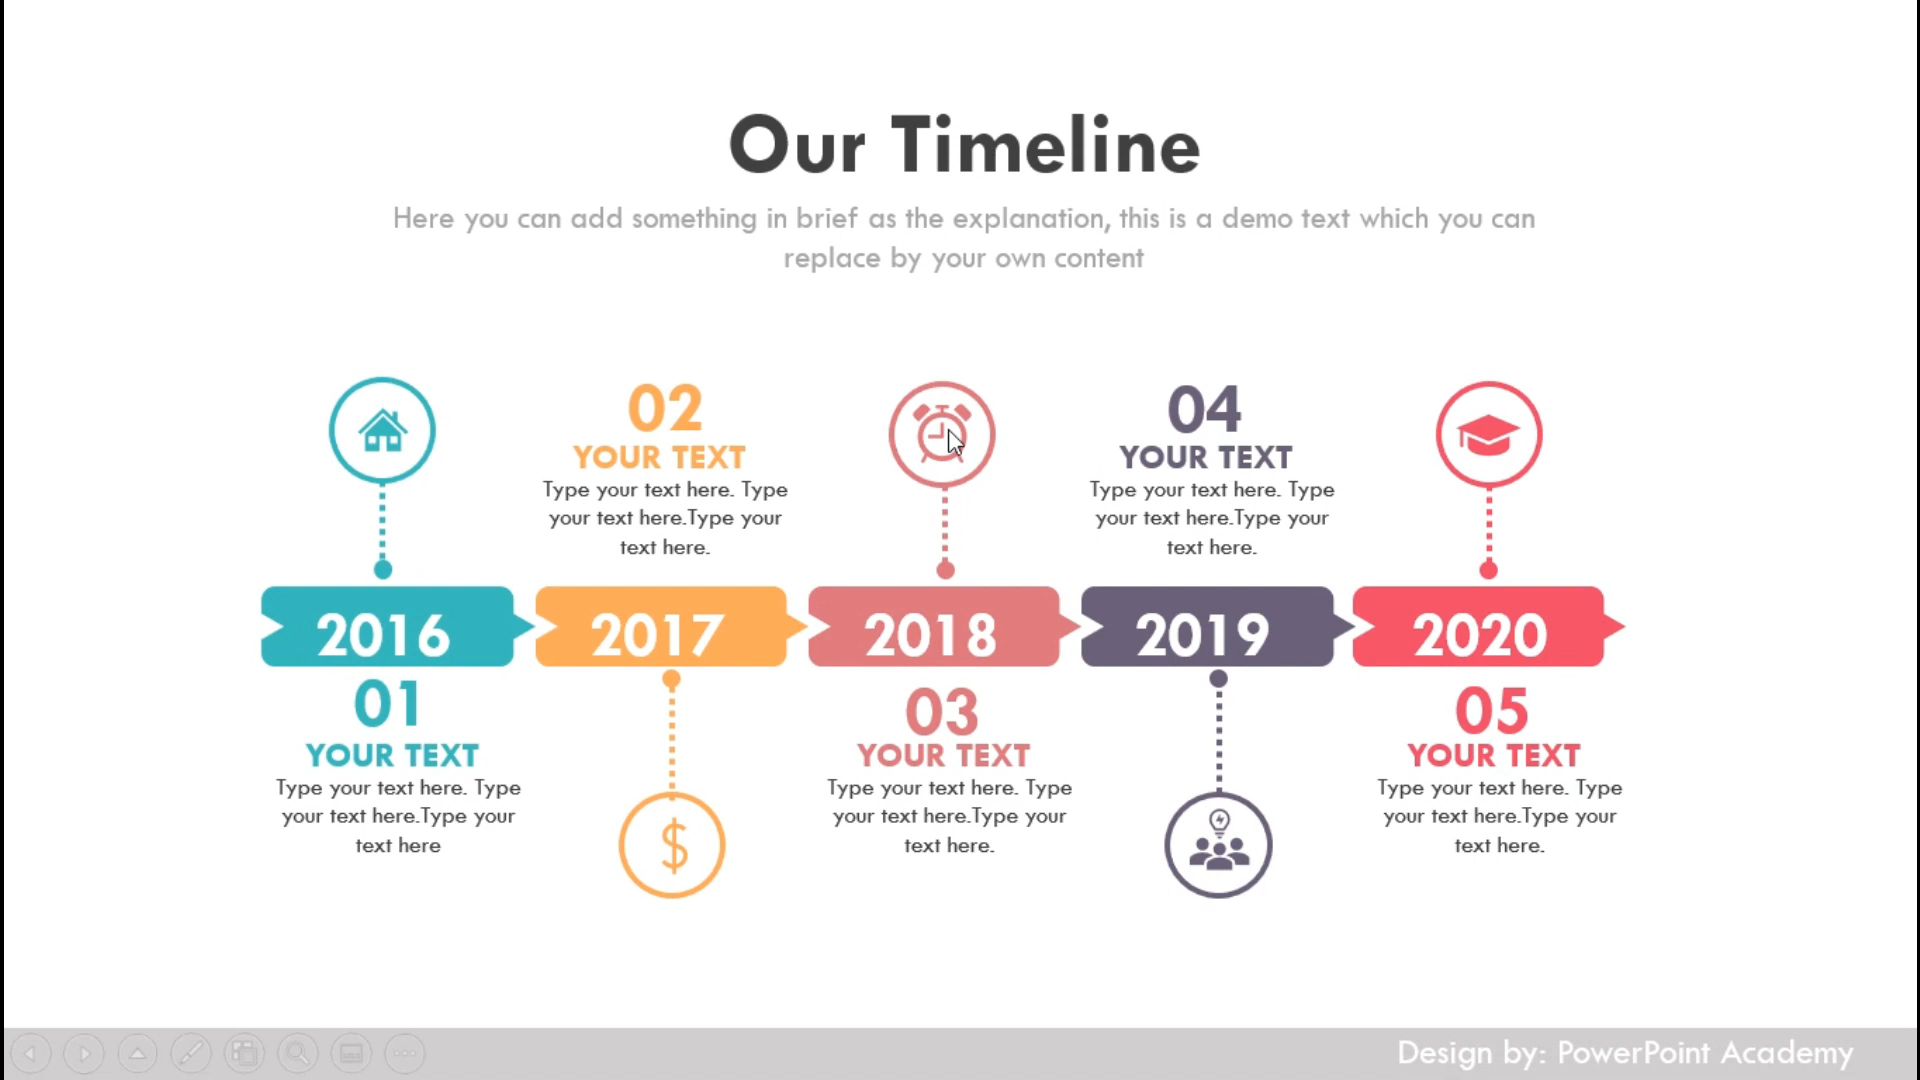 Our Timeline
Here you can add something in brief as the explanation, this is a demo text which you can
replace by your own content
02
YOUR TEXT
Type your text here. Type
your text here.Type your
text here.
04
YOUR TEXT
Type your text here. Type
your text here.Type your
text here.
2016
2017
2018
2019
2020
01
YOUR TEXT
Type your text here. Type
your text here.Type your
text here
$
03
YOUR TEXT
Type your text here. Type
your text here.Type your
text here.
05
YOUR TEXT
Type your text here. Type
your text here.Type your
text here.
Design by: PowerPoint Academy